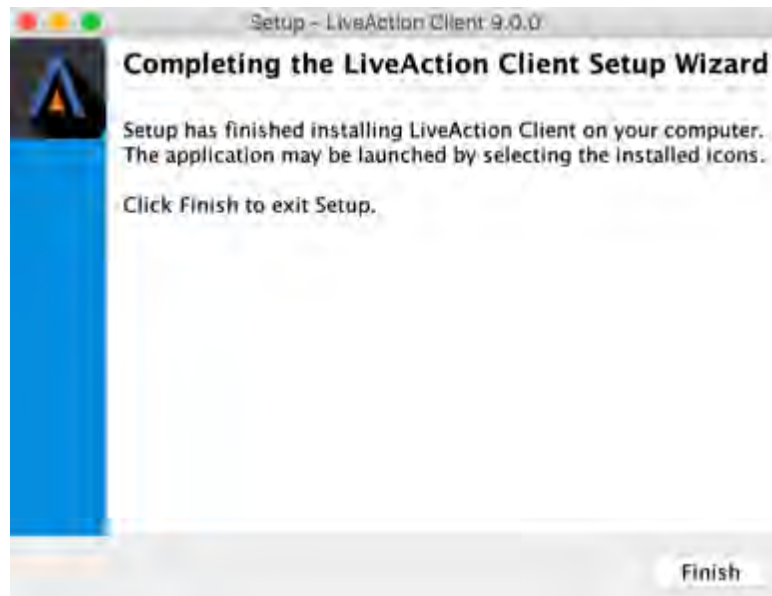 Setup - LiveAction Client 9.0.0
Completing the LiveAction Client Setup Wizard
Setup has finished installing LiveAction Client on your computer.
The application may be launched by selecting the installed icons.
Click Finish to exit Setup.
Finish